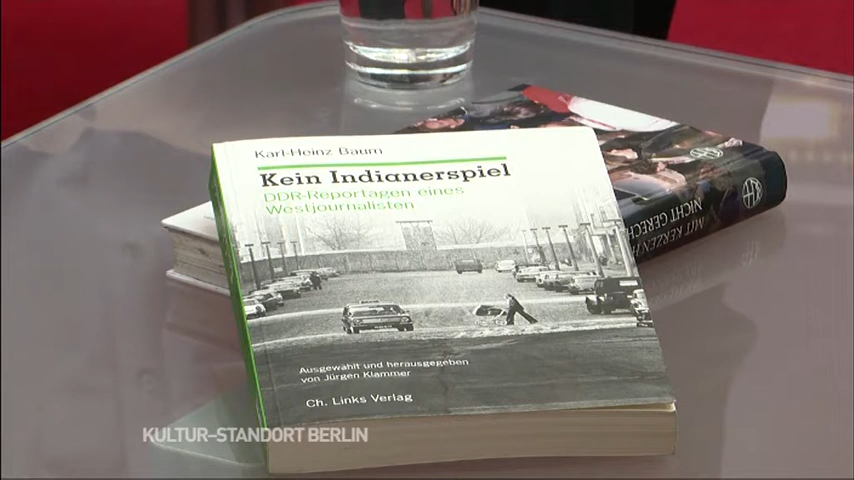 Karl-Heinz Baum
Kein Indianerspiel
DDR-Reportagen eines
Westjournalisten
Ausgewählt und herausgegeben
von Jürgen Klammer
Ch. Links Verlag
MIT KERZEN
NICHT GERECH
KULTUR–STANDORT BERLIN